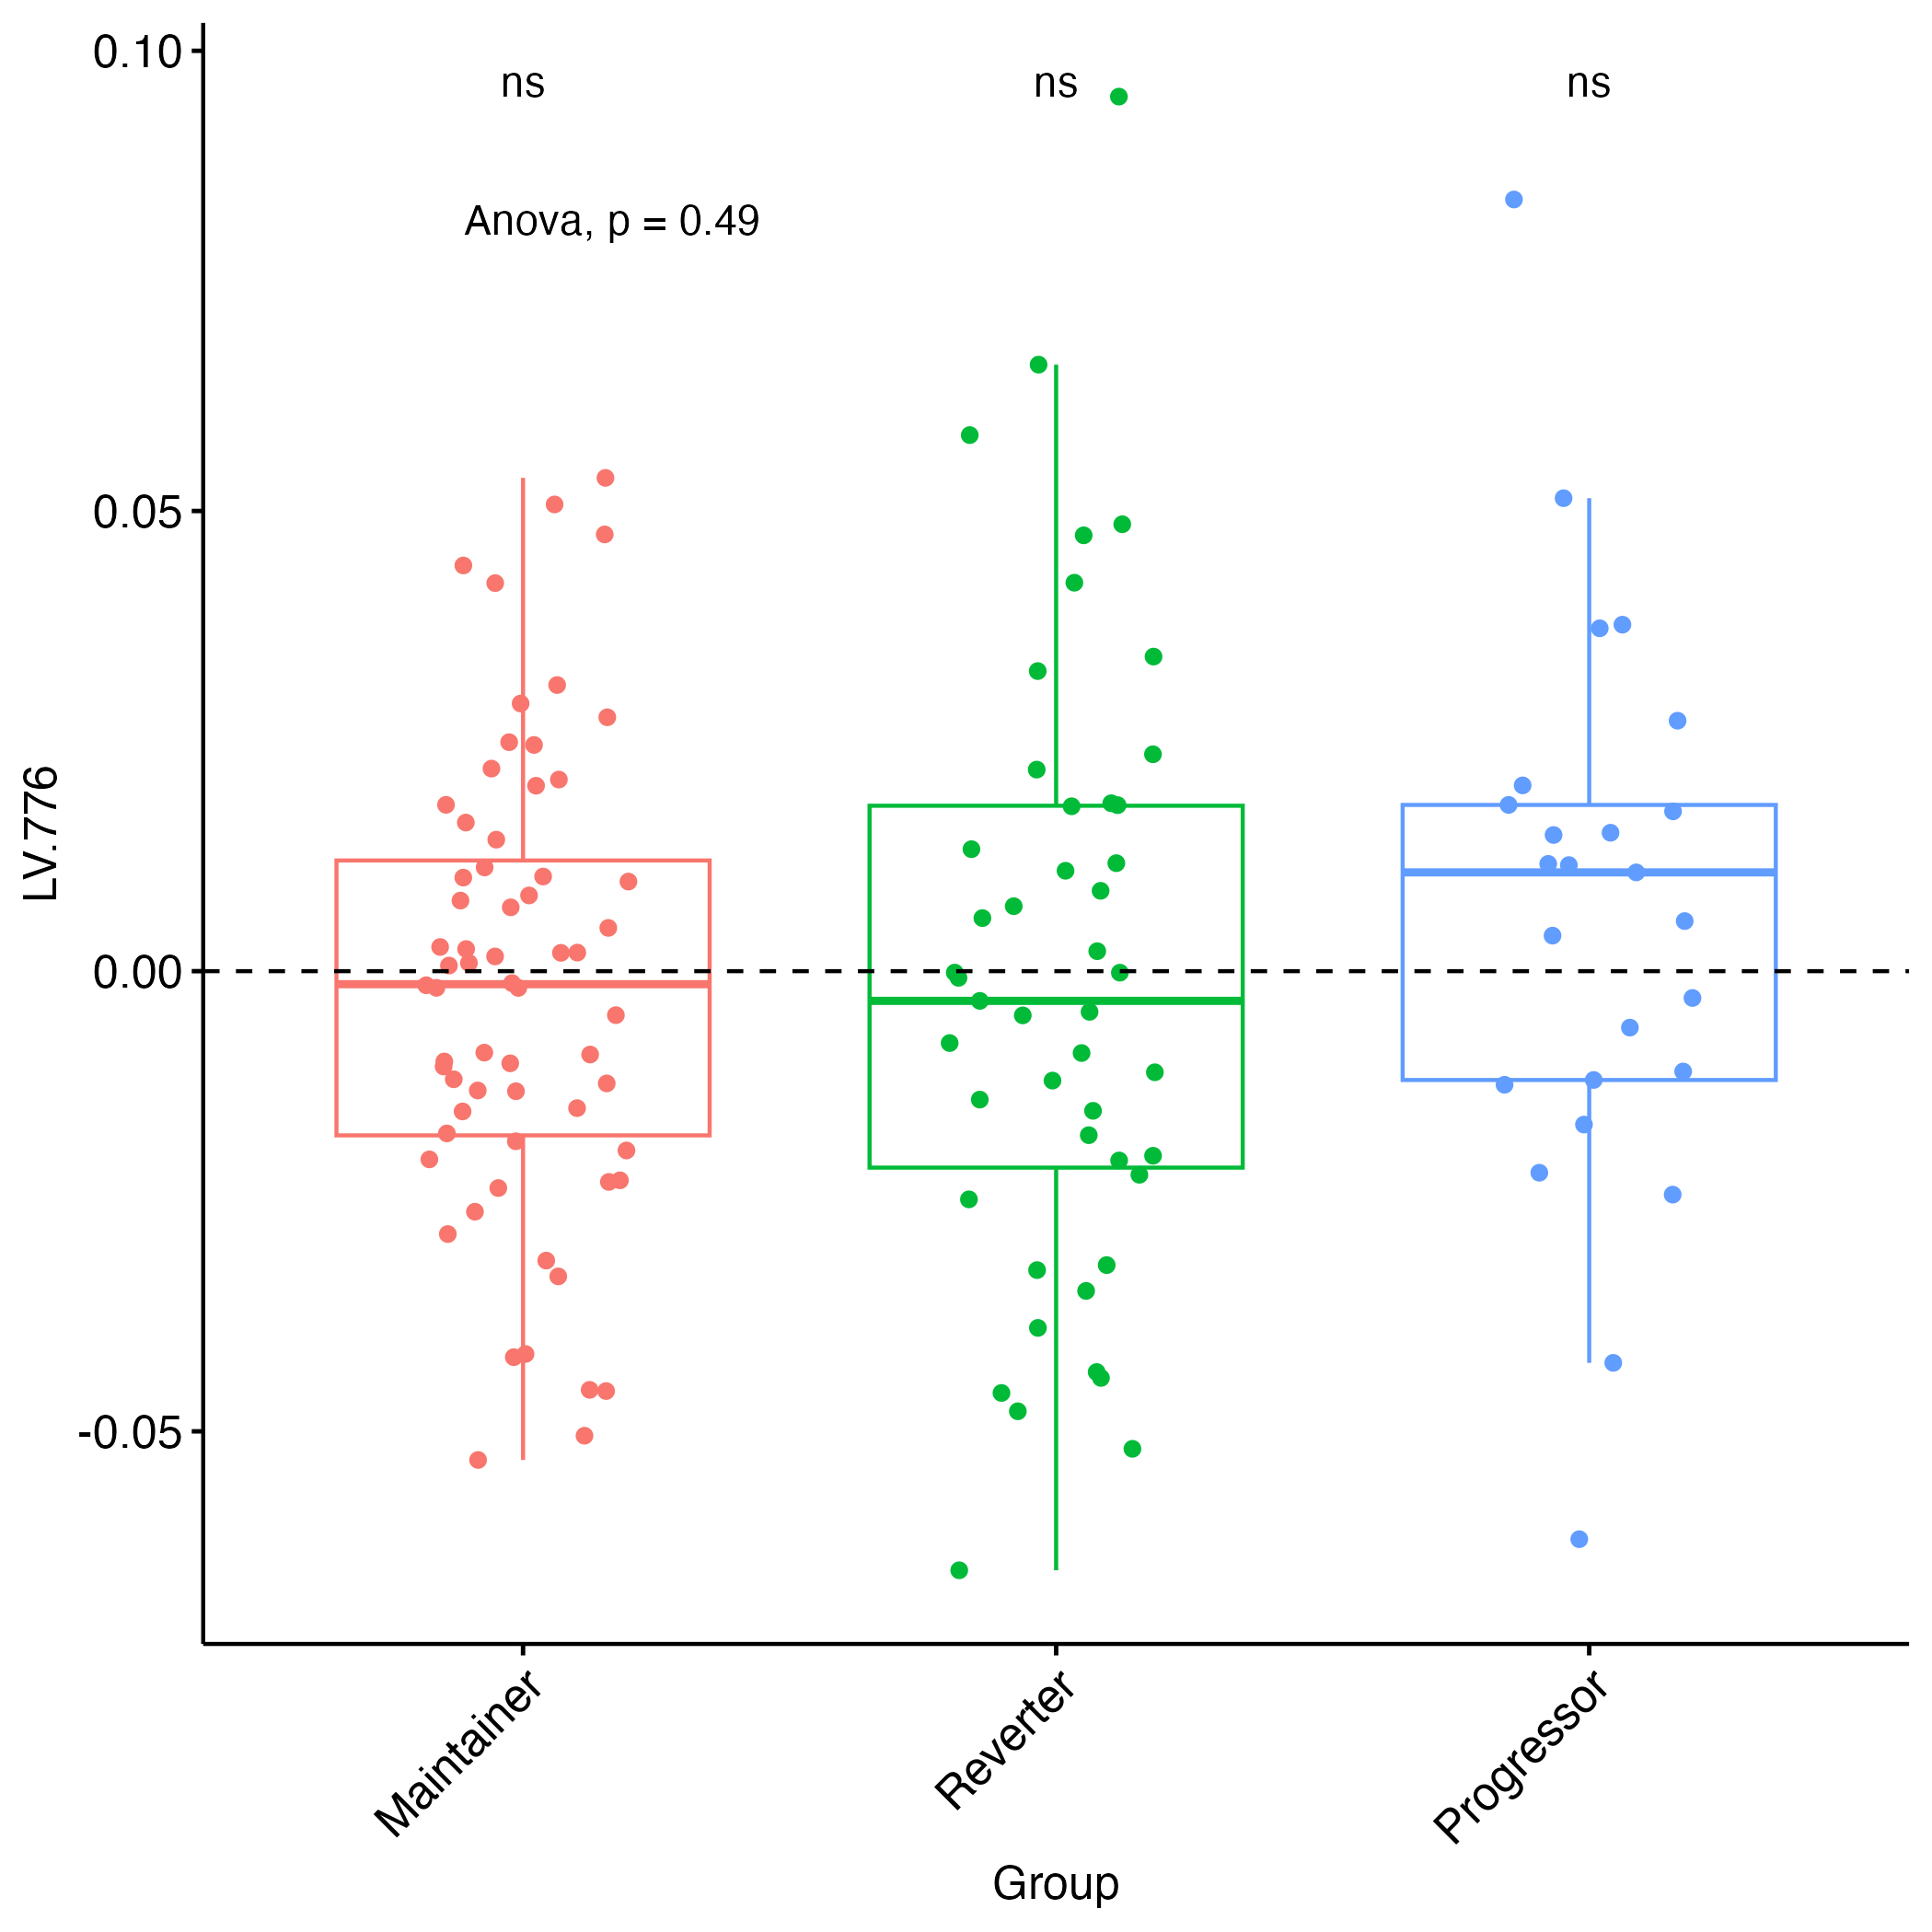 0.10
ns ns ns
Anova, p = 0.49
0.05
LV.776
0.00
-0.05
Maintainer Reverter Progressor
Group